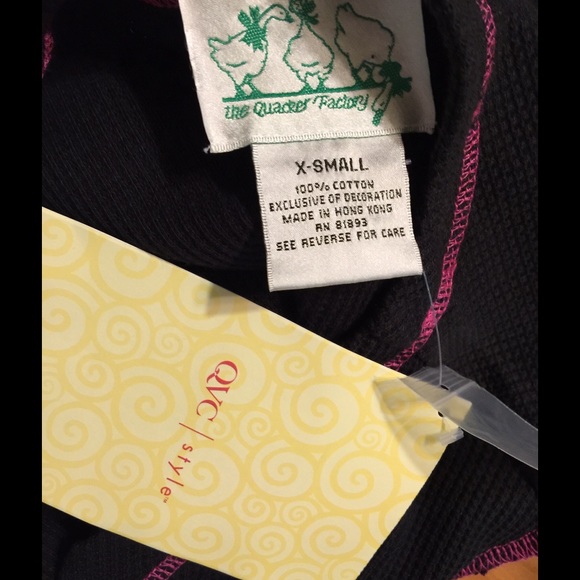 the Quacker Factory
X-SMALL
100% COTTON
EXCLUSIVE OF DECORATION
MADE IN HONG KONG
RN 81893
SEE REVERSE FOR CARE
QVC | style™